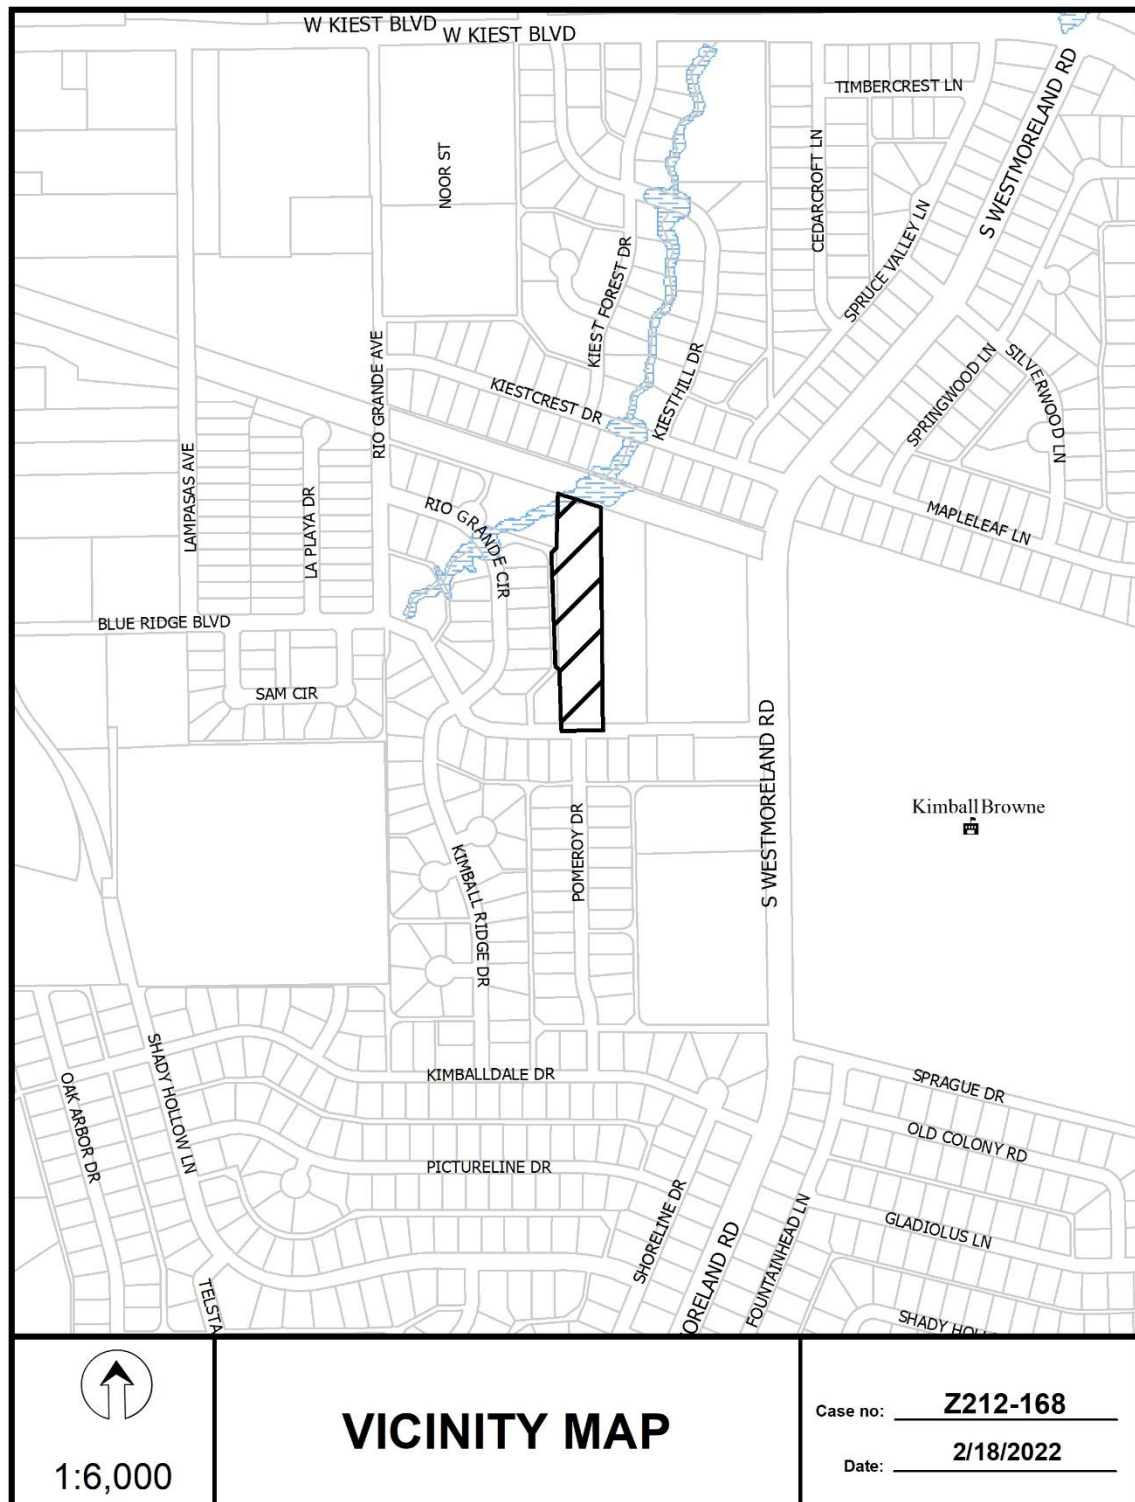 W KIEST BLVD
W KIEST BLVD
TIMBERCREST LN
S WESTMORELAND RD
NOOR ST
CEDARCROFT LN
SPRUCE VALLEY LN
KIEST FOREST DR
RIO GRANDE AVE
KIESTHILL DR
KIESTCREST DR
SPRINGWOOD LN
SILVERWOOD LN
LAMPASAS AVE
LA PLAYA DR
RIO GRANDE CIR
MAPLELEAF LN
BLUE RIDGE BLVD
SAM CIR
S WESTMORELAND RD
Kimball Browne
POMEROY DR
KIMBALL RIDGE DR
SHADY HOLLOW LN
OAK ARBOR DR
KIMBALLDALE DR
SPRAGUE DR
OLD COLONY RD
PICTURELINE DR
SHORELINE DR
FOUNTAINHEAD LN
GLADIOLUS LN
TELSTA
ORELAND RD
SHADY HOL
1:6,000
VICINITY MAP
Case no: Z212-168
Date: 2/18/2022